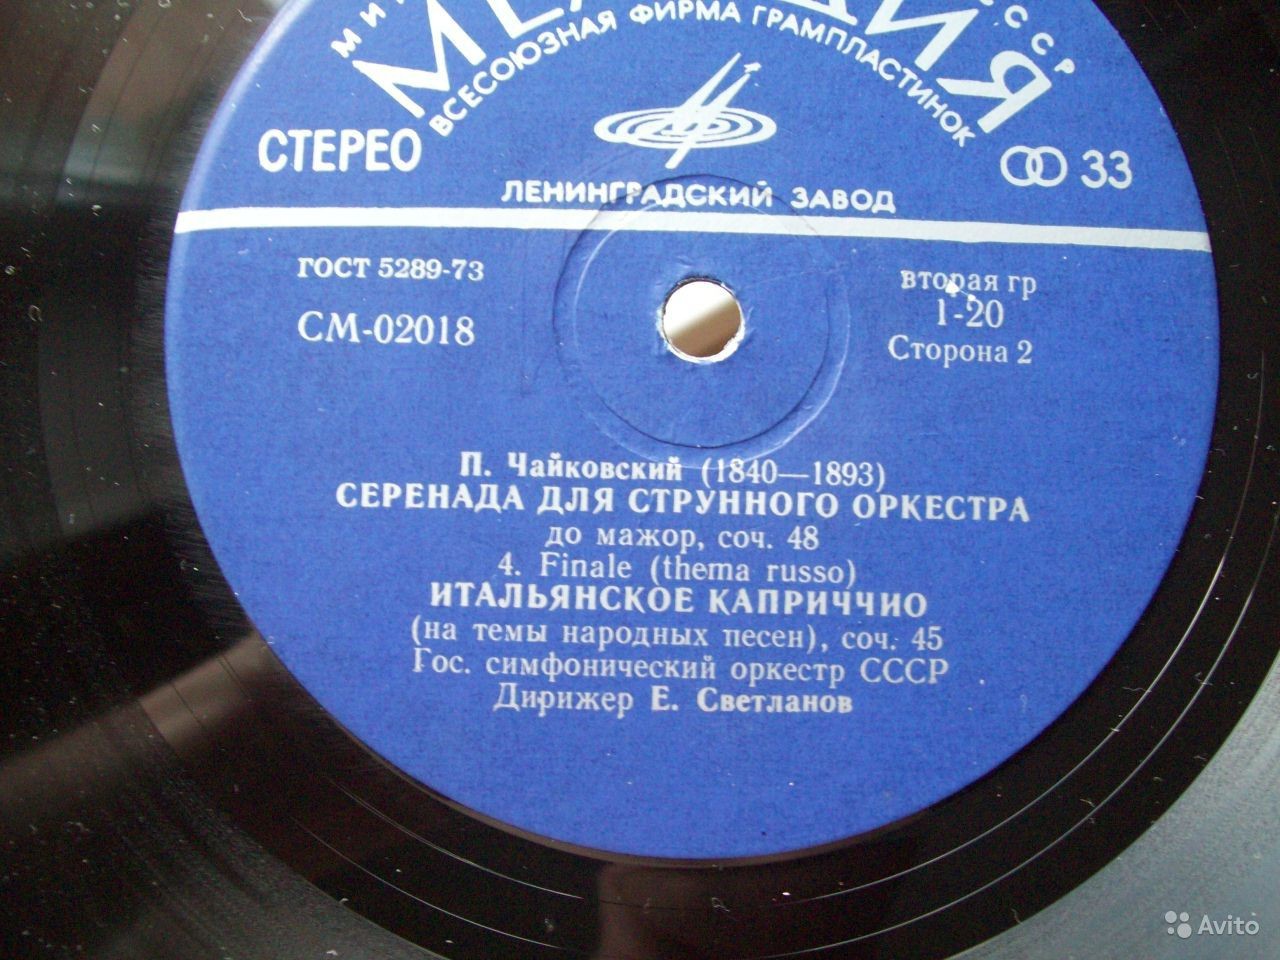 СССР
ВСЕСОЮЗНАЯ ФИРМА ГРАМПЛАСТИНОК
СТЕРЕО
33
ЛЕНИНГРАДСКИЙ ЗАВОД
ГОСТ 5289-73
вторая гр
СМ-02018
1-20
Сторона 2
П. Чайковский (1840—1893)
СЕРЕНАДА ДЛЯ СТРУННОГО ОРКЕСТРА
до мажор, соч. 48
4. Finale (thema russo)
ИТАЛЬЯНСКОЕ КАПРИЧЧИО
(на темы народных песен), соч. 45
Гос. симфонический оркестр СССР
Дирижер Е. Светланов
Avito